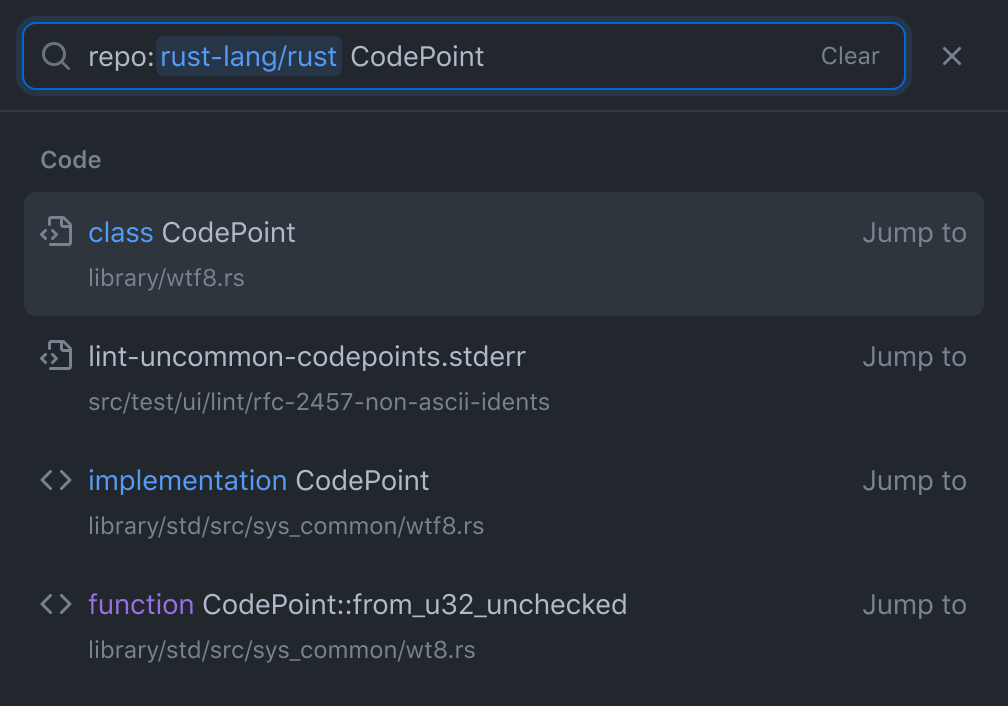 repo:rust-lang/rust CodePoint Clear
Code
class CodePoint Jump to
library/wtf8.rs
lint-uncommon-codepoints.stderr Jump to
src/test/ui/lint/rfc-2457-non-ascii-idents
implementation CodePoint Jump to
library/std/src/sys_common/wtf8.rs
function CodePoint::from_u32_unchecked Jump to
library/std/src/sys_common/wt8.rs